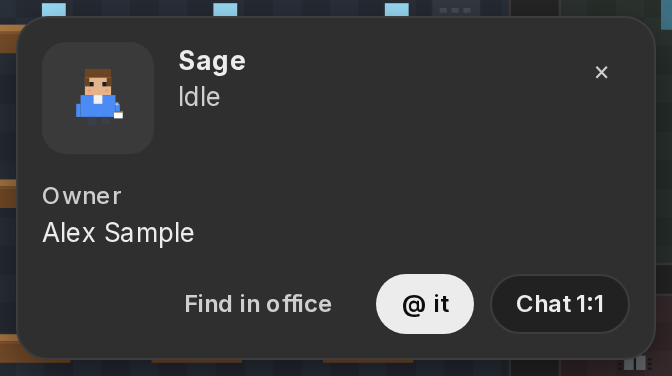 Sage
Idle
×
Owner
Alex Sample
Find in office
@ it
Chat 1:1